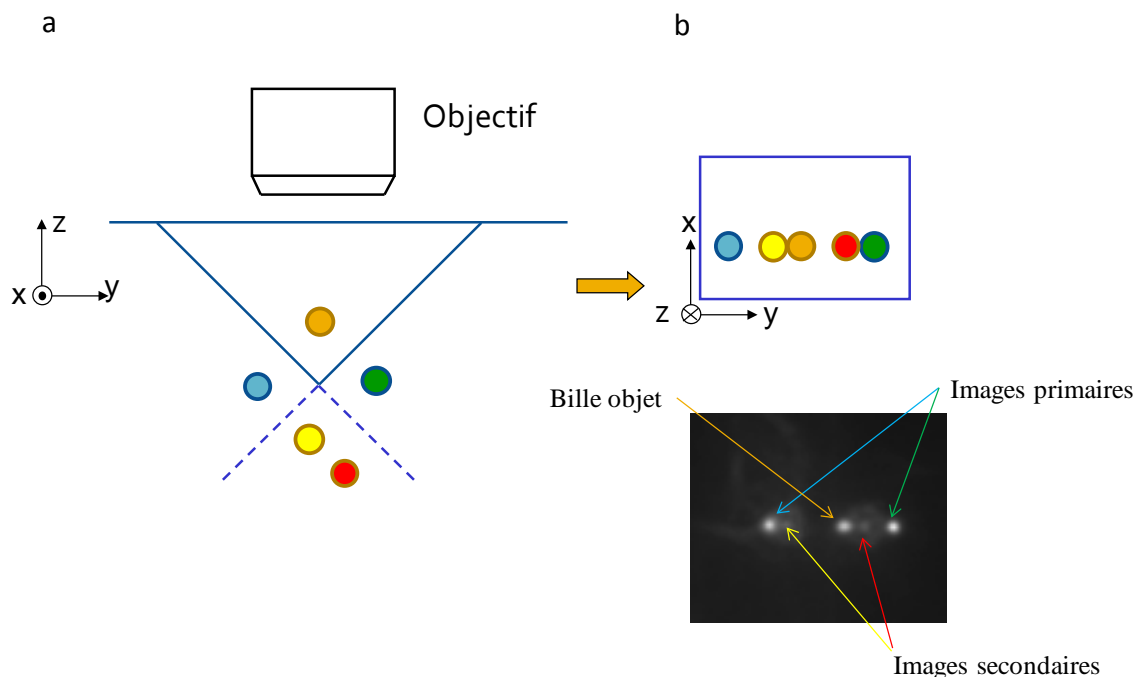 a
b
Objectif
z
x
y
x
z
y
Bille objet
Images primaires
Images secondaires